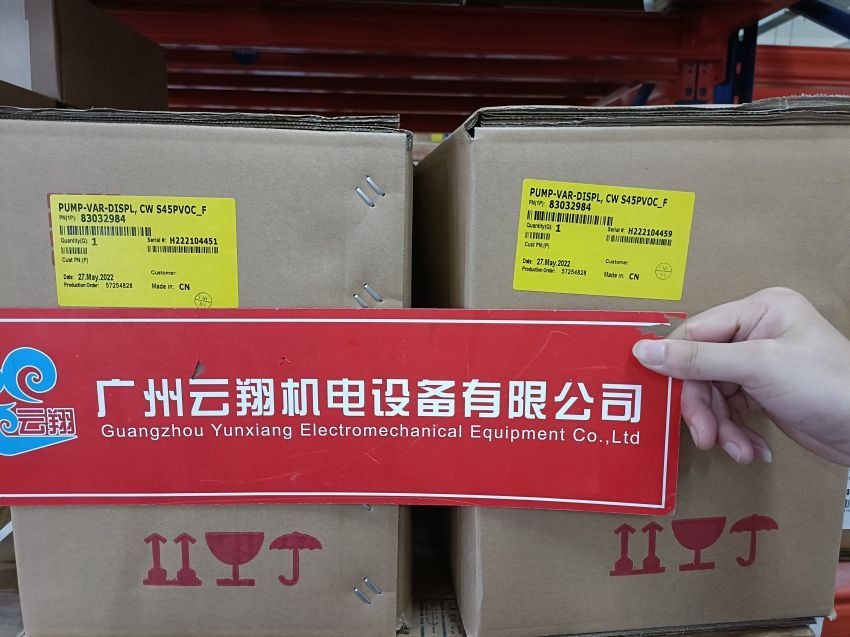 PUMP-VAR-DISPL, CW S45PVOC_F
PN(1P): 83032984
Quantity(Q): 1
Serial #: H222104451
Cust PN:(P)
Date: 27.May.2022
Customer:
Production Order: 57254828
Made in: CN
PUMP-VAR-DISPL, CW S45PVOC_F
PN(1P): 83032984
Quantity(Q): 1
Serial #: H222104459
Cust PN:(P)
Date: 27.May.2022
Customer:
Production Order: 57254828
Made in: CN
云翔
广州云翔机电设备有限公司
Guangzhou Yunxiang Electromechanical Equipment Co.,Ltd